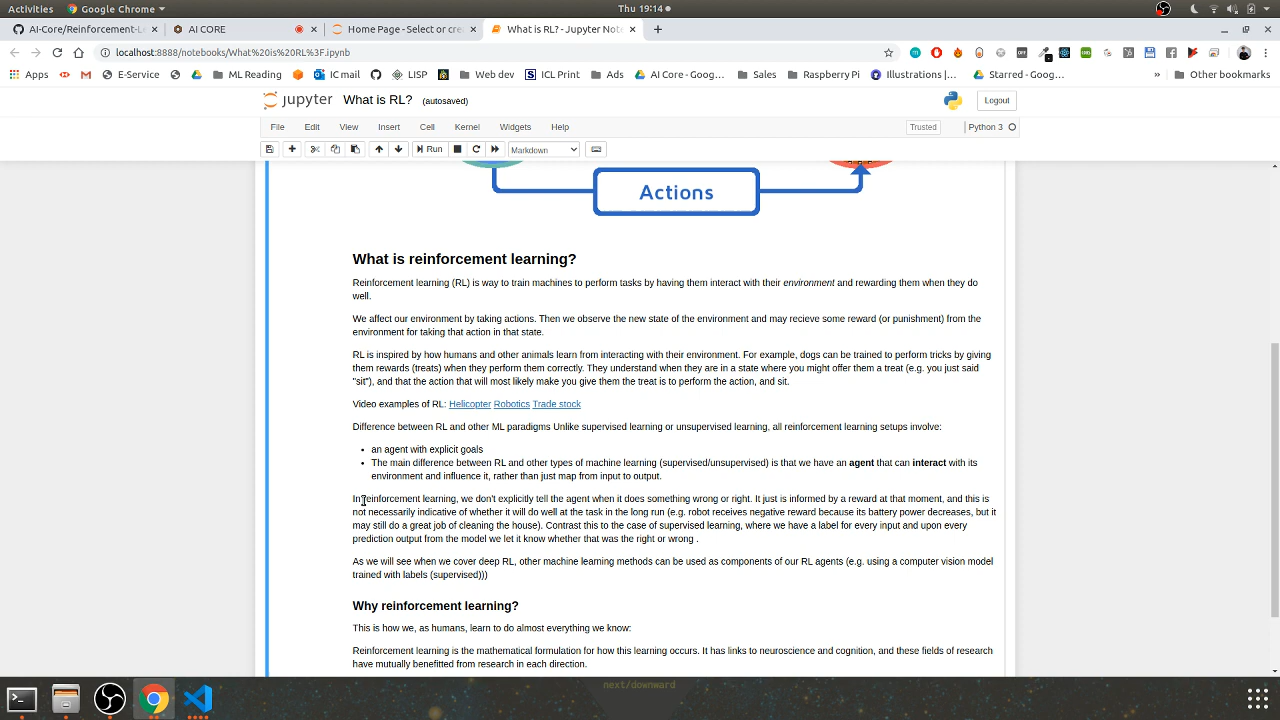 Activities
Google Chrome
Thu 19:14
AI-Core/Reinforcement-L
AI CORE
Home Page - Select or cre
What is RL? - Jupyter Not
localhost:8888/notebooks/What%20is%20RL%3F.ipynb
Apps
E-Service
ML Reading
IC mail
LISP
Web dev
ICL Print
Ads
AI Core - Goog...
Sales
Raspberry Pi
Illustrations |...
Starred - Goog...
»
Other bookmarks
jupyter
What is RL?
(autosaved)
Logout
File
Edit
View
Insert
Cell
Kernel
Widgets
Help
Trusted
Python 3
Run
Markdown
Actions
What is reinforcement learning?
Reinforcement learning (RL) is way to train machines to perform tasks by having them interact with their environment and rewarding them when they do
well.
We affect our environment by taking actions. Then we observe the new state of the environment and may recieve some reward (or punishment) from the
environment for taking that action in that state.
RL is inspired by how humans and other animals learn from interacting with their environment. For example, dogs can be trained to perform tricks by giving
them rewards (treats) when they perform them correctly. They understand when they are in a state where you might offer them a treat (e.g. you just said
"sit"), and that the action that will most likely make you give them the treat is to perform the action, and sit.
Video examples of RL: Helicopter Robotics Trade stock
Difference between RL and other ML paradigms Unlike supervised learning or unsupervised learning, all reinforcement learning setups involve:
• an agent with explicit goals
• The main difference between RL and other types of machine learning (supervised/unsupervised) is that we have an agent that can interact with its
environment and influence it, rather than just map from input to output.
In reinforcement learning, we don't explicitly tell the agent when it does something wrong or right. It just is informed by a reward at that moment, and this is
not necessarily indicative of whether it will do well at the task in the long run (e.g. robot receives negative reward because its battery power decreases, but it
may still do a great job of cleaning the house). Contrast this to the case of supervised learning, where we have a label for every input and upon every
prediction output from the model we let it know whether that was the right or wrong .
As we will see when we cover deep RL, other machine learning methods can be used as components of our RL agents (e.g. using a computer vision model
trained with labels (supervised)))
Why reinforcement learning?
This is how we, as humans, learn to do almost everything we know:
Reinforcement learning is the mathematical formulation for how this learning occurs. It has links to neuroscience and cognition, and these fields of research
have mutually benefitted from research in each direction.
next/downward